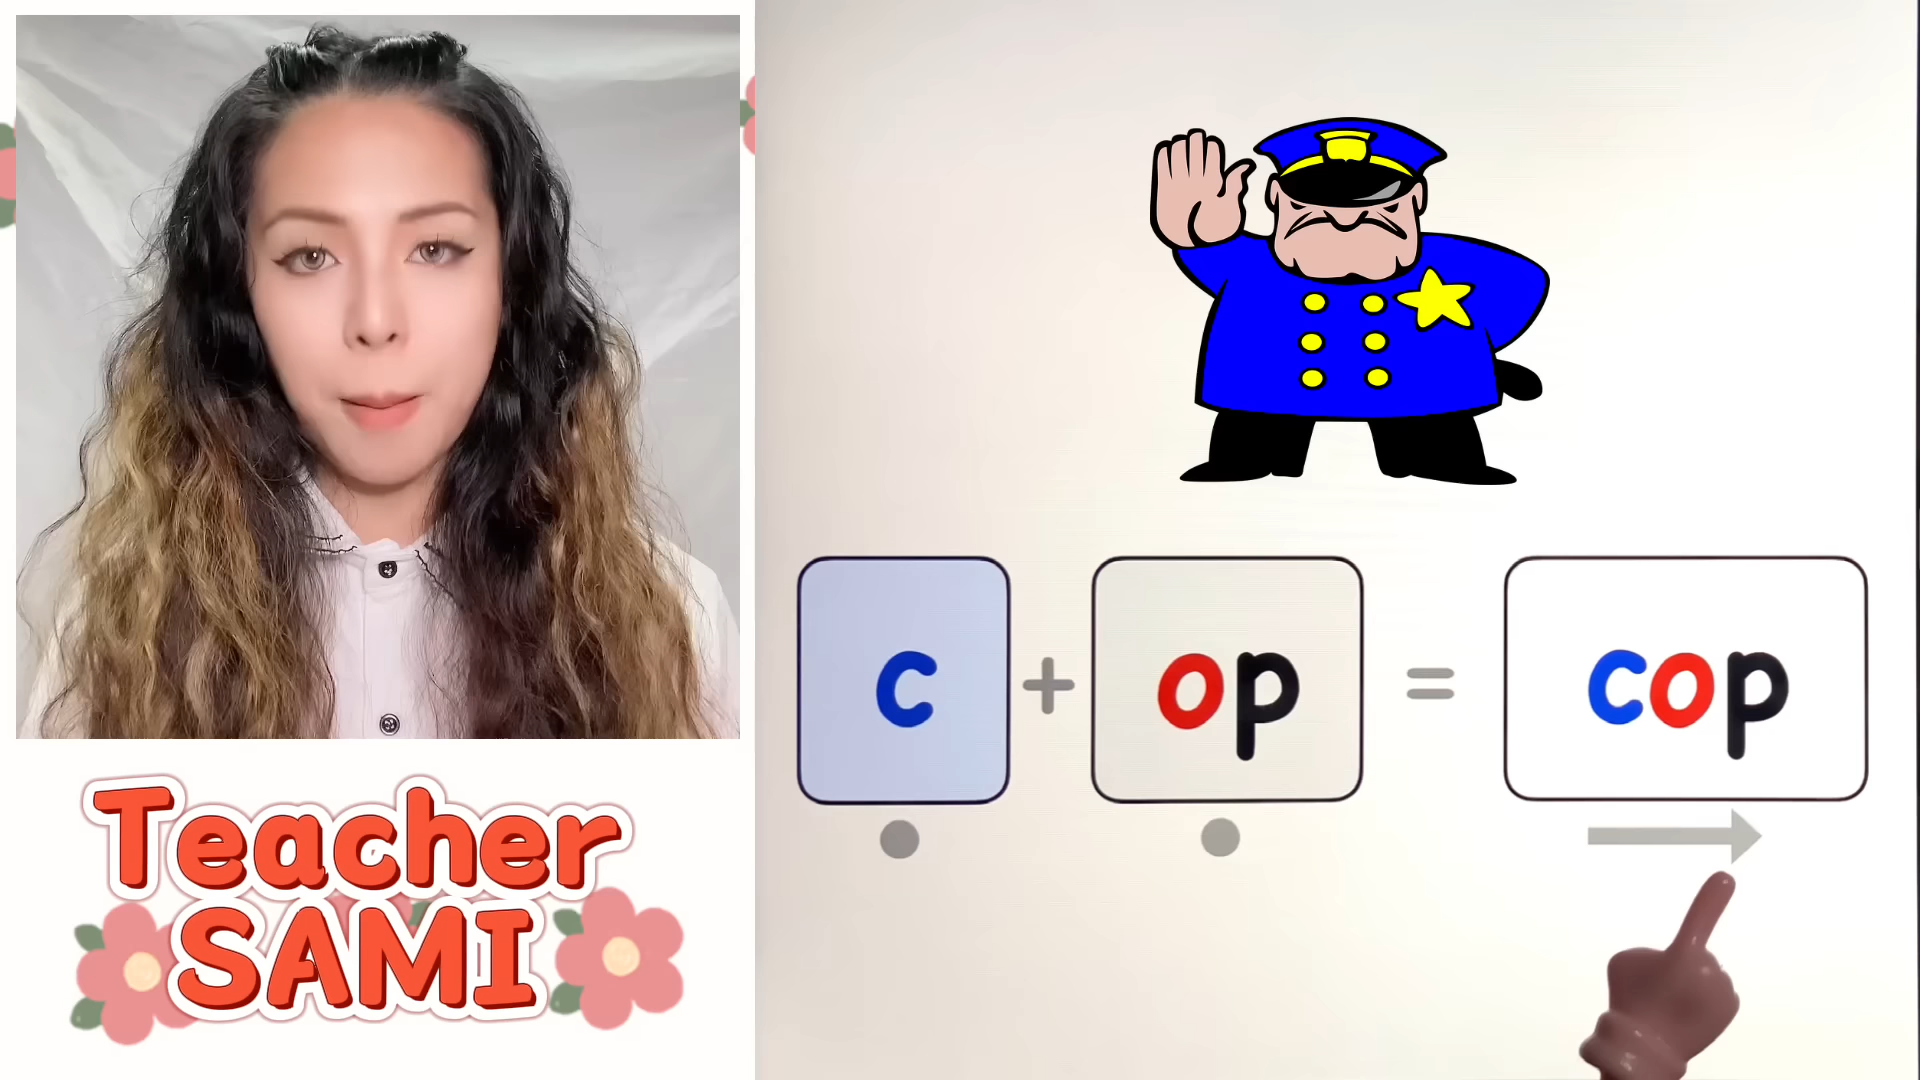 Teacher
SAMI
c + op = cop